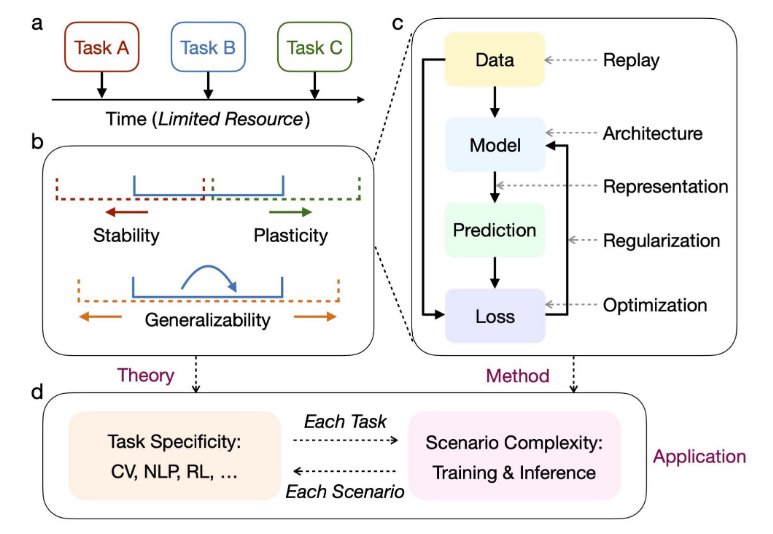 a
Task A
Task B
Task C
Time (Limited Resource)
b
Stability
Plasticity
Generalizability
c
Data
Replay
Model
Architecture
Representation
Prediction
Regularization
Loss
Optimization
Theory
Method
d
Task Specificity:
CV, NLP, RL, ...
Each Task
Each Scenario
Scenario Complexity:
Training & Inference
Application